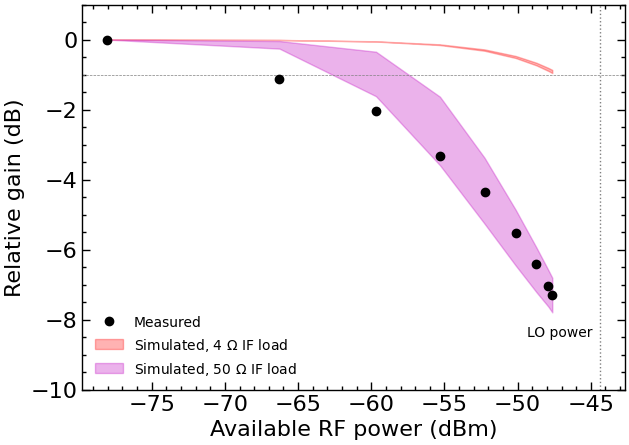 0
−2
−4
−6
−8
−10
Relative gain (dB)
Measured
Simulated, 4 Ω IF load
Simulated, 50 Ω IF load
LO power
−75
−70
−65
−60
−55
−50
−45
Available RF power (dBm)